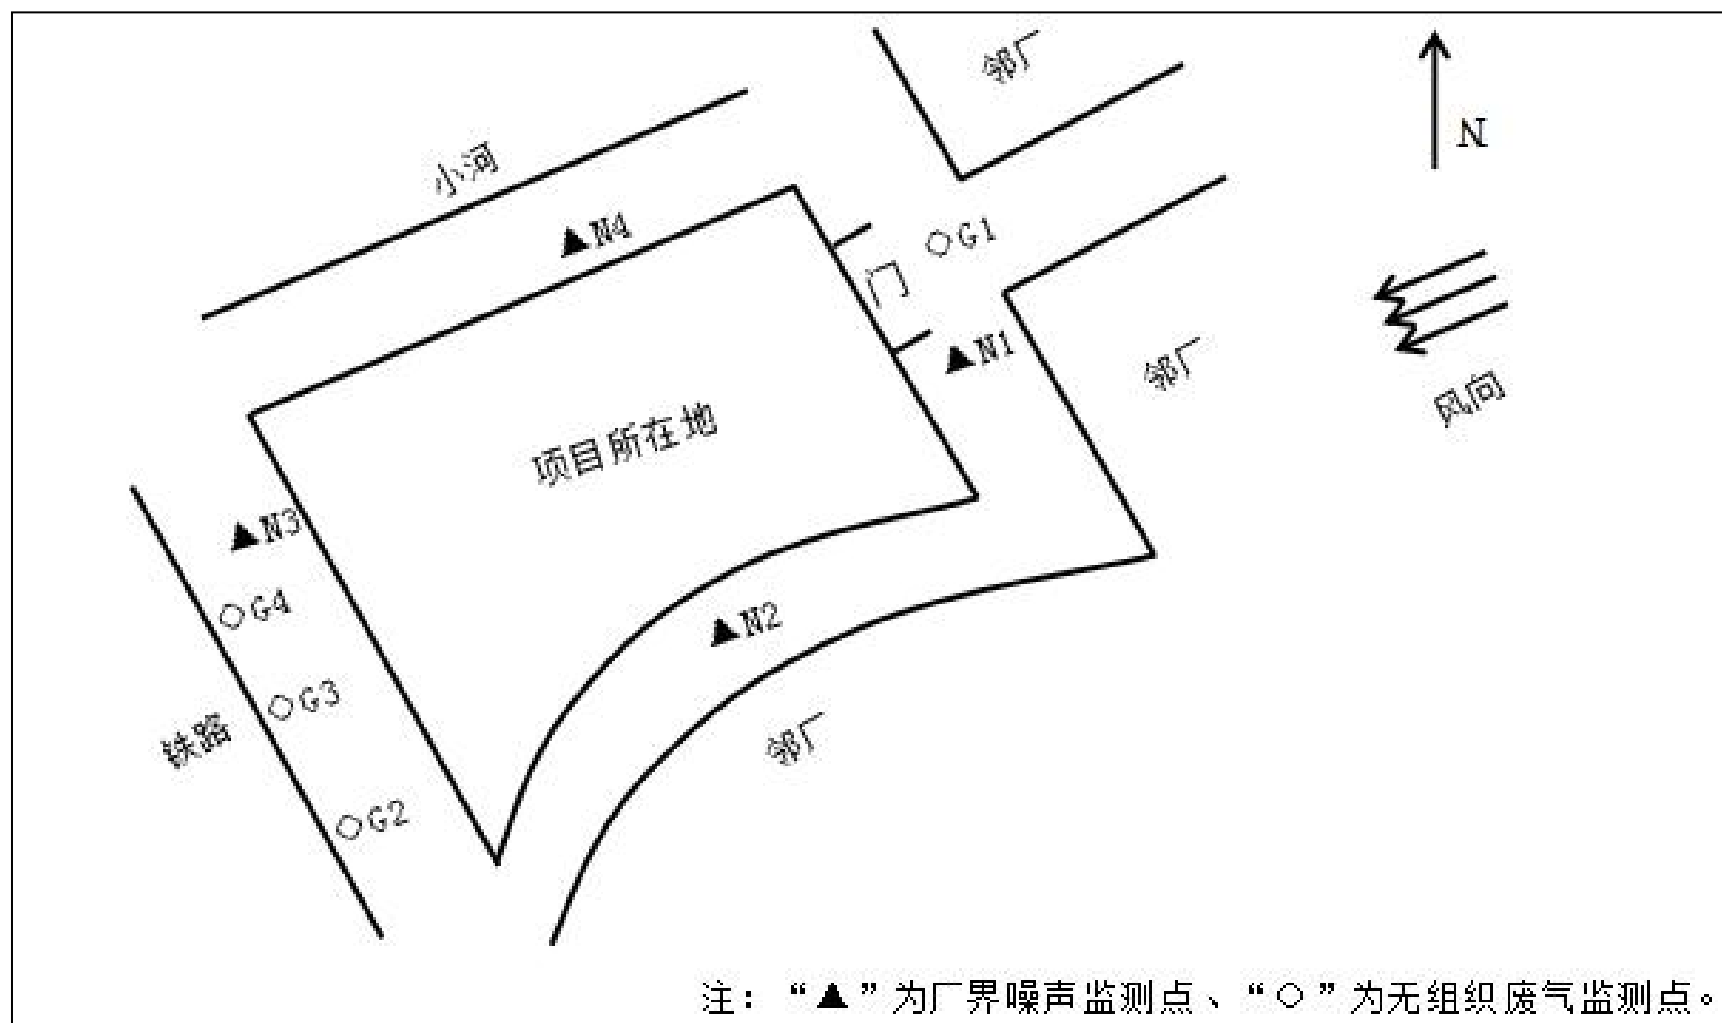 邻厂
N
小河
▲N4
○G1
门
▲N1
邻厂
风向
项目所在地
▲N3
○G4
▲N2
○G3
铁路
邻厂
○G2
注：“▲”为厂界噪声监测点、“○”为无组织废气监测点。